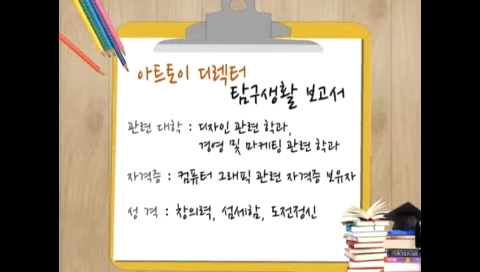 아트토이 디렉터
탐구생활 보고서
관련 대학 : 디자인 관련 학과,
경영 및 마케팅 관련 학과
자격증 : 컴퓨터 그래픽 관련 자격증 보유자
성 격 : 창의력, 섬세함, 도전정신